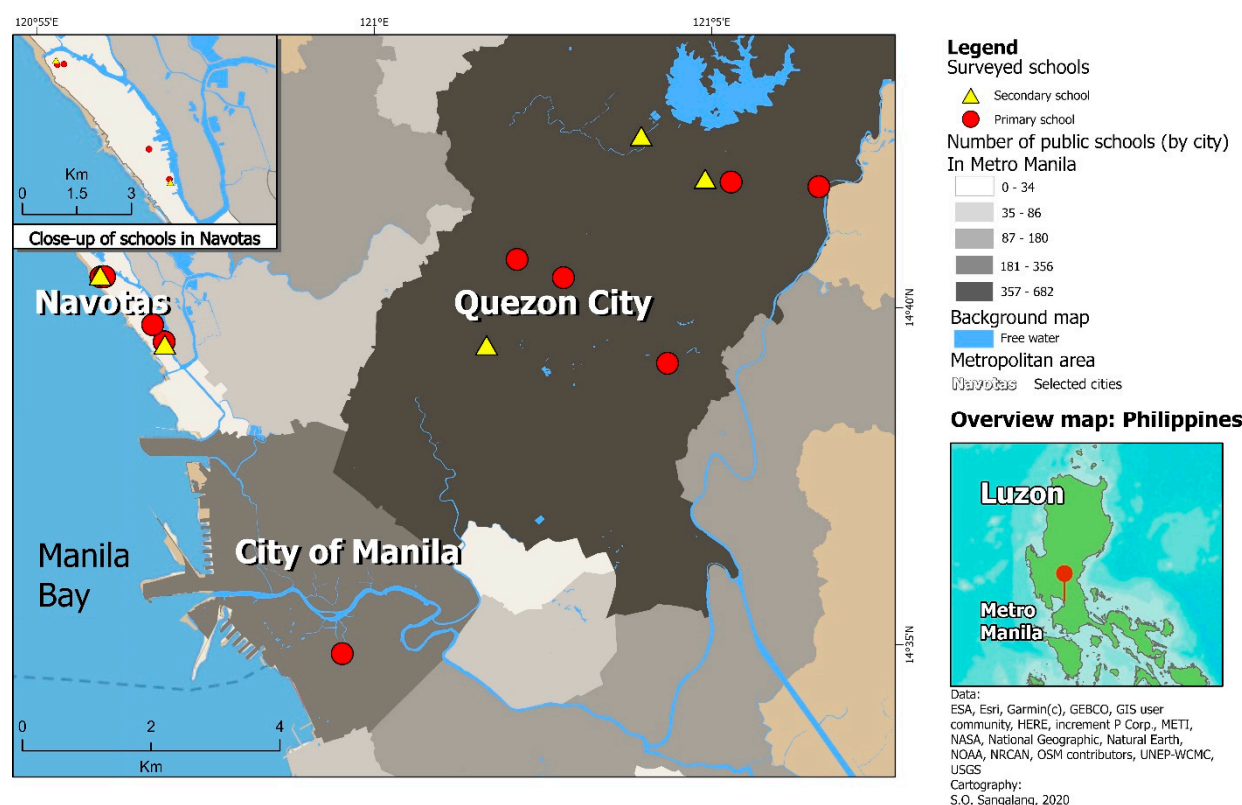 120°55'E
121°E
121°5'E
Km
0
1.5
3
Close-up of schools in Navotas
Navotas
Quezon City
14°40'N
City of Manila
Manila
Bay
14°35'N
0
2
4
Km
Legend
Surveyed schools
Secondary school
Primary school
Number of public schools (by city)
In Metro Manila
0 - 34
35 - 86
87 - 180
181 - 356
357 - 682
Background map
Free water
Metropolitan area
Navotas Selected cities
Overview map: Philippines
Luzon
Metro
Manila
Data:
ESA, Esri, Garmin(c), GEBCO, GIS user
community, HERE, increment P Corp., METI,
NASA, National Geographic, Natural Earth,
NOAA, NRCAN, OSM contributors, UNEP-WCMC,
USGS
Cartography:
S.O. Sangalang, 2020